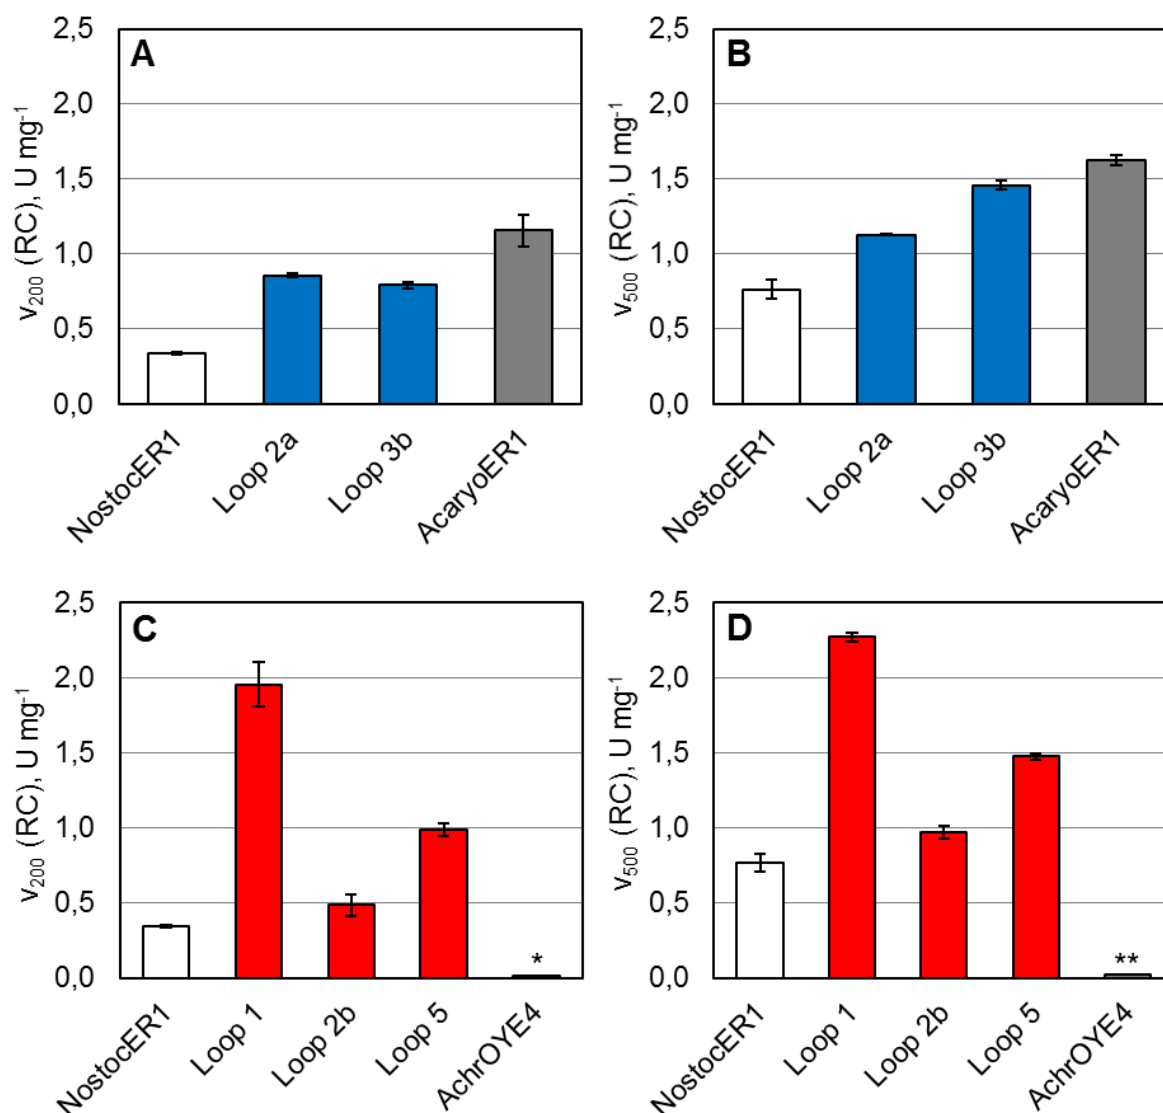 A
v200 (RC), U mg-1
2,5
2,0
1,5
1,0
0,5
0,0
NostocER1
Loop 2a
Loop 3b
AcaryoER1
B
v500 (RC), U mg-1
2,5
2,0
1,5
1,0
0,5
0,0
NostocER1
Loop 2a
Loop 3b
AcaryoER1
C
v200 (RC), U mg-1
2,5
2,0
1,5
1,0
0,5
0,0
*
NostocER1
Loop 1
Loop 2b
Loop 5
AchrOYE4
D
v500 (RC), U mg-1
2,5
2,0
1,5
1,0
0,5
0,0
**
NostocER1
Loop 1
Loop 2b
Loop 5
AchrOYE4